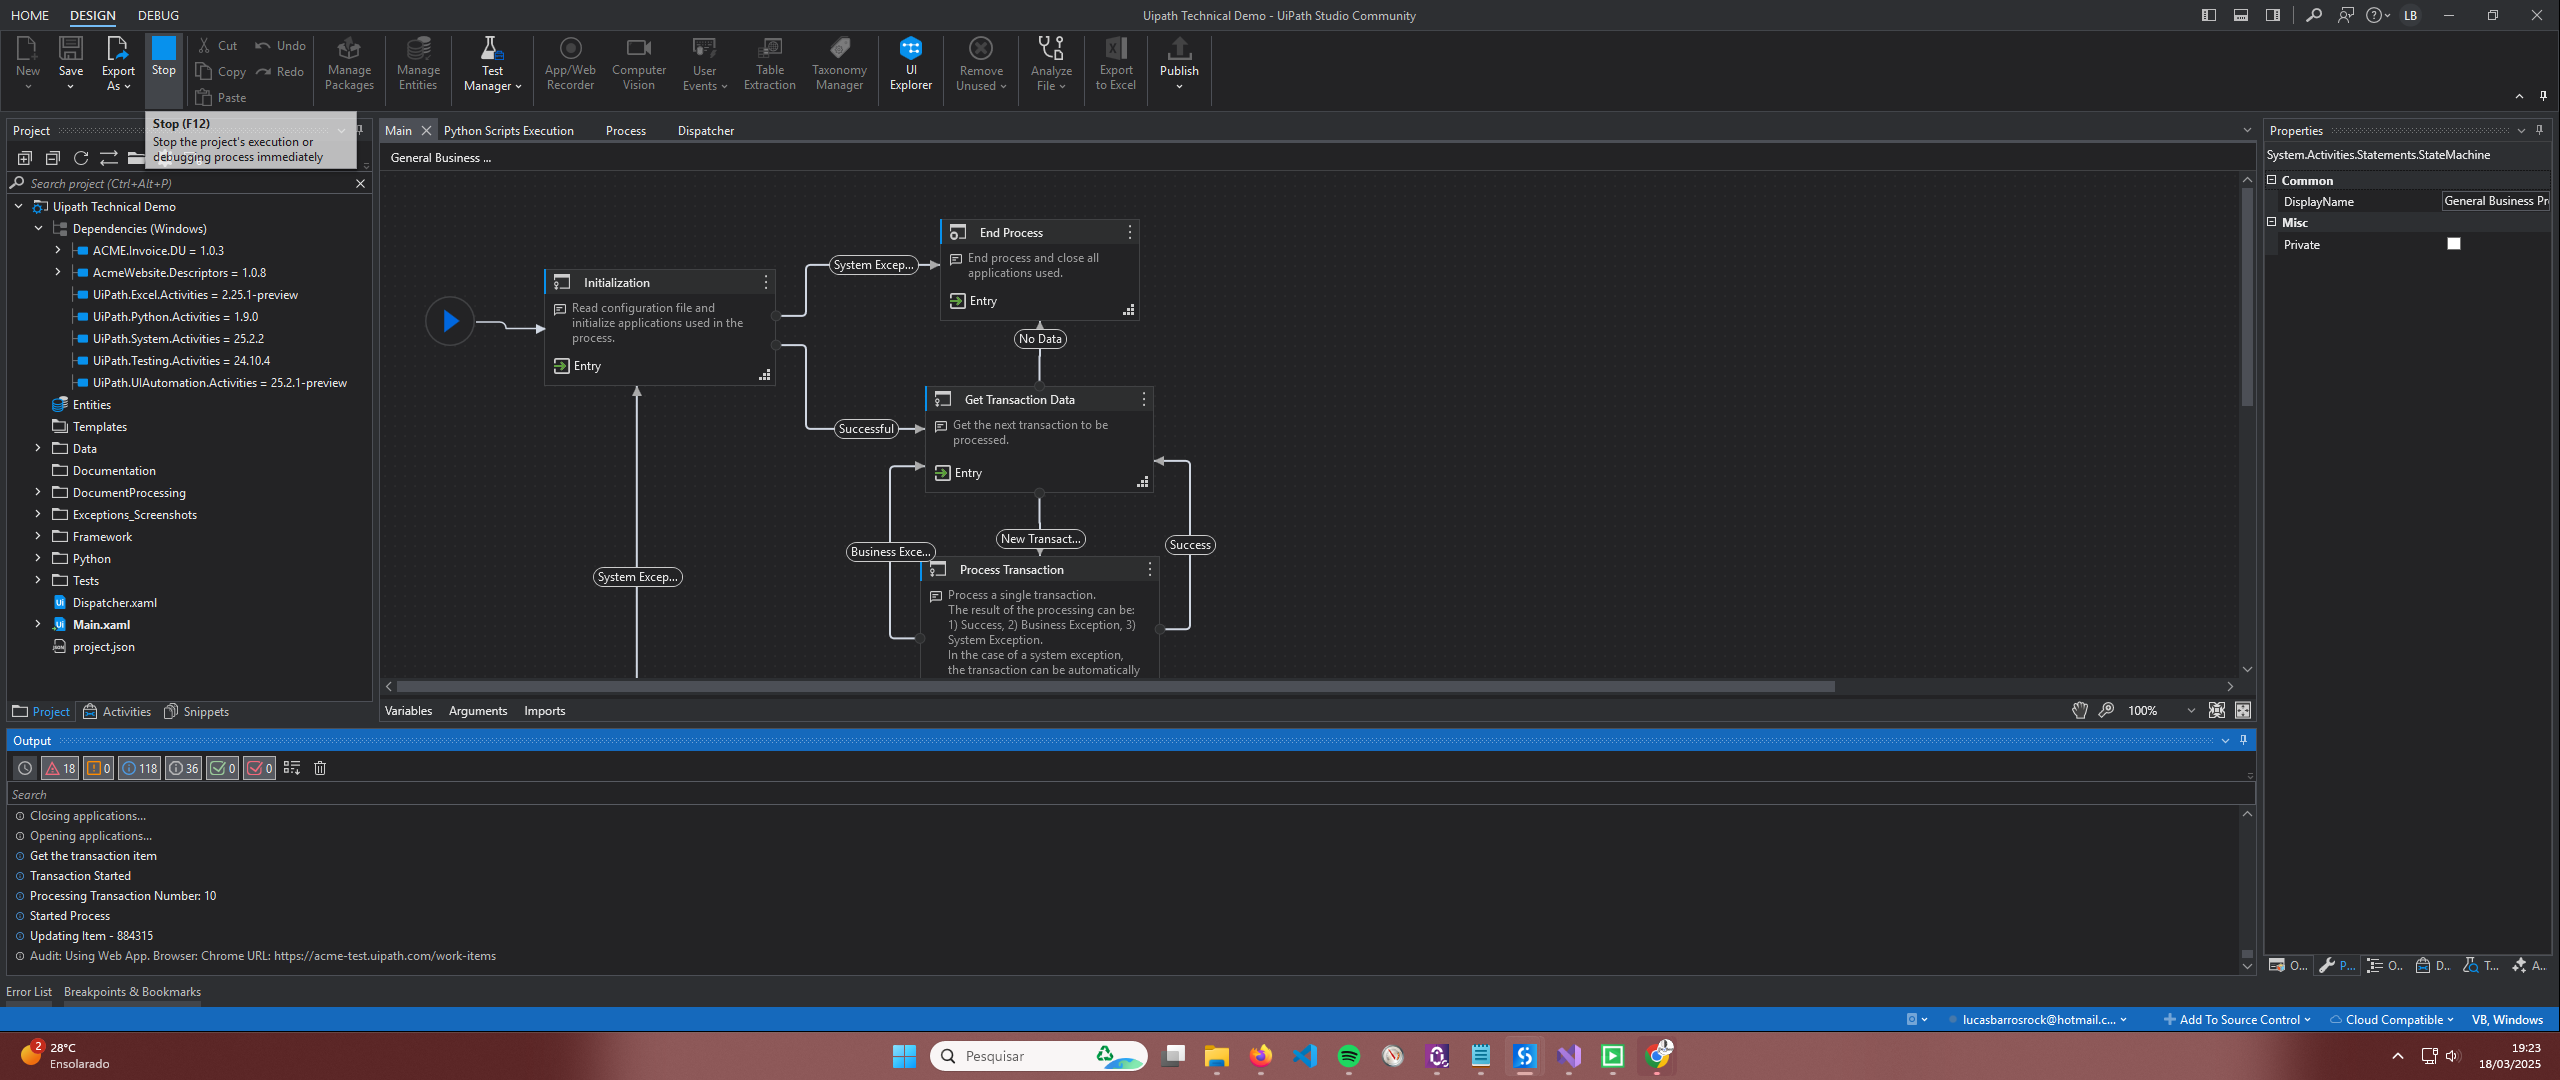 HOME DESIGN DEBUG
Uipath Technical Demo - UiPath Studio Community
LB
New
Save
Export As
Stop
Cut
Copy
Paste
Undo
Redo
Manage Packages
Manage Entities
Test Manager
App/Web Recorder
Computer Vision
User Events
Table Extraction
Taxonomy Manager
UI Explorer
Remove Unused
Analyze File
Export to Excel
Publish
Stop (F12)
Stop the project's execution or
debugging process immediately
Project
Search project (Ctrl+Alt+P)
Uipath Technical Demo
Dependencies (Windows)
ACME.Invoice.DU = 1.0.3
AcmeWebsite.Descriptors = 1.0.8
UiPath.Excel.Activities = 2.25.1-preview
UiPath.Python.Activities = 1.9.0
UiPath.System.Activities = 25.2.2
UiPath.Testing.Activities = 24.10.4
UiPath.UIAutomation.Activities = 25.2.1-preview
Entities
Templates
Data
Documentation
DocumentProcessing
Exceptions_Screenshots
Framework
Python
Tests
Dispatcher.xaml
Main.xaml
project.json
Project Activities Snippets
Main Python Scripts Execution Process Dispatcher
General Business ...
Initialization
Read configuration file and
initialize applications used in the
process.
Entry
System Excep...
End Process
End process and close all
applications used.
Entry
No Data
Successful
Get Transaction Data
Get the next transaction to be
processed.
Entry
New Transact...
Business Exce...
Success
System Excep...
Process Transaction
Process a single transaction.
The result of the processing can be:
1) Success, 2) Business Exception, 3)
System Exception.
In the case of a system exception,
the transaction can be automatically
Variables Arguments Imports
100%
Properties
System.Activities.Statements.StateMachine
Common
DisplayName General Business Pr
Misc
Private
O... P... O.. D.. T... A..
Output
18 0 118 36 0 0
Search
Closing applications...
Opening applications...
Get the transaction item
Transaction Started
Processing Transaction Number: 10
Started Process
Updating Item - 884315
Audit: Using Web App. Browser: Chrome URL: https://acme-test.uipath.com/work-items
Error List Breakpoints & Bookmarks
lucasbarrosrock@hotmail.c... Add To Source Control Cloud Compatible VB, Windows
2
28°C
Ensolarado
Pesquisar
19:23
18/03/2025